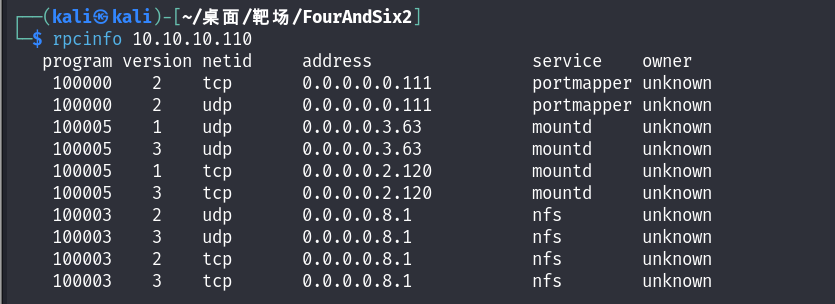 ┌──(kali㉿kali)-[~/桌面/靶场/FourAndSix2]
└─$ rpcinfo 10.10.10.110
program version netid address service owner
100000 2 tcp 0.0.0.0.0.111 portmapper unknown
100000 2 udp 0.0.0.0.0.111 portmapper unknown
100005 1 udp 0.0.0.0.3.63 mountd unknown
100005 3 udp 0.0.0.0.3.63 mountd unknown
100005 1 tcp 0.0.0.0.2.120 mountd unknown
100005 3 tcp 0.0.0.0.2.120 mountd unknown
100003 2 udp 0.0.0.0.8.1 nfs unknown
100003 3 udp 0.0.0.0.8.1 nfs unknown
100003 2 tcp 0.0.0.0.8.1 nfs unknown
100003 3 tcp 0.0.0.0.8.1 nfs unknown